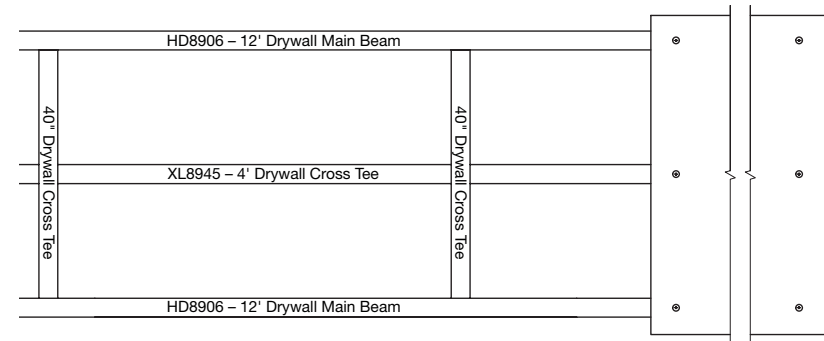 HD8906 – 12' Drywall Main Beam
40" Drywall Cross Tee
40" Drywall Cross Tee
XL8945 – 4' Drywall Cross Tee
HD8906 – 12' Drywall Main Beam